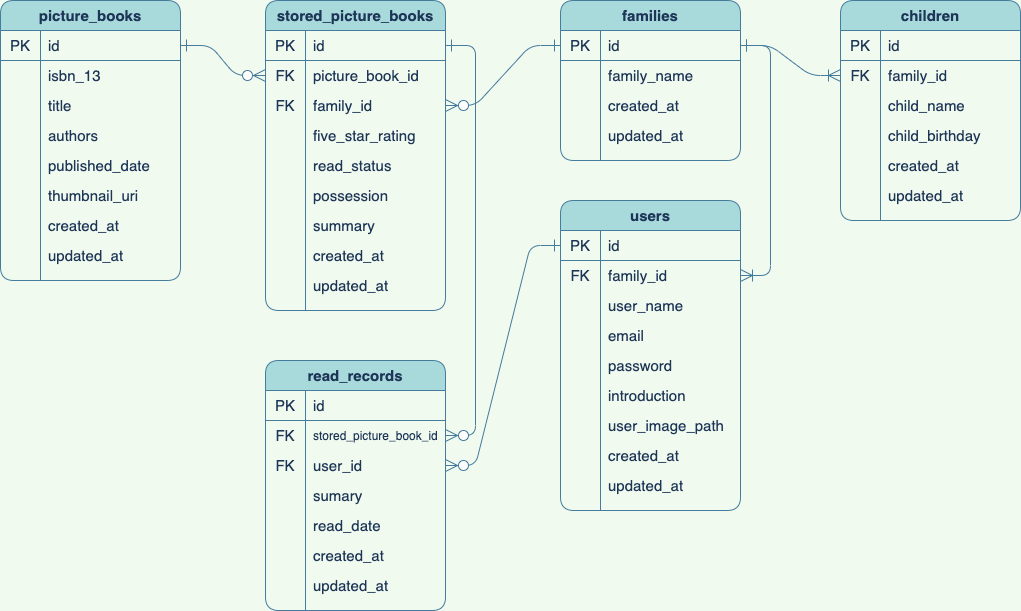 picture_books
PK id
isbn_13
title
authors
published_date
thumbnail_uri
created_at
updated_at
stored_picture_books
PK id
FK picture_book_id
FK family_id
five_star_rating
read_status
possession
summary
created_at
updated_at
families
PK id
family_name
created_at
updated_at
children
PK id
FK family_id
child_name
child_birthday
created_at
updated_at
users
PK id
FK family_id
user_name
email
password
introduction
user_image_path
created_at
updated_at
read_records
PK id
FK stored_picture_book_id
FK user_id
sumary
read_date
created_at
updated_at